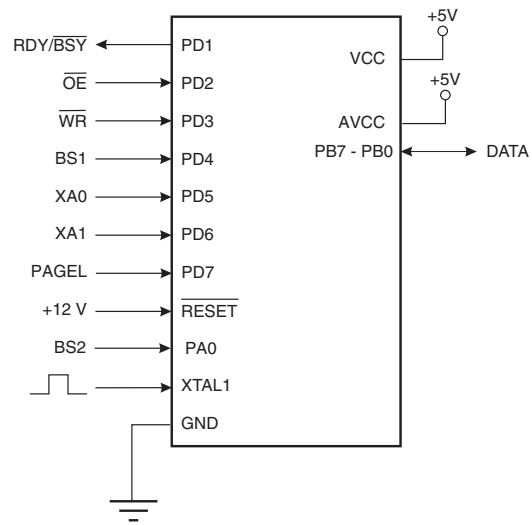 +5V
RDY/BSY PD1
VCC
OE PD2
+5V
WR PD3
AVCC
BS1 PD4
PB7 - PB0 DATA
XA0 PD5
XA1 PD6
PAGEL PD7
+12 V RESET
BS2 PA0
XTAL1
GND